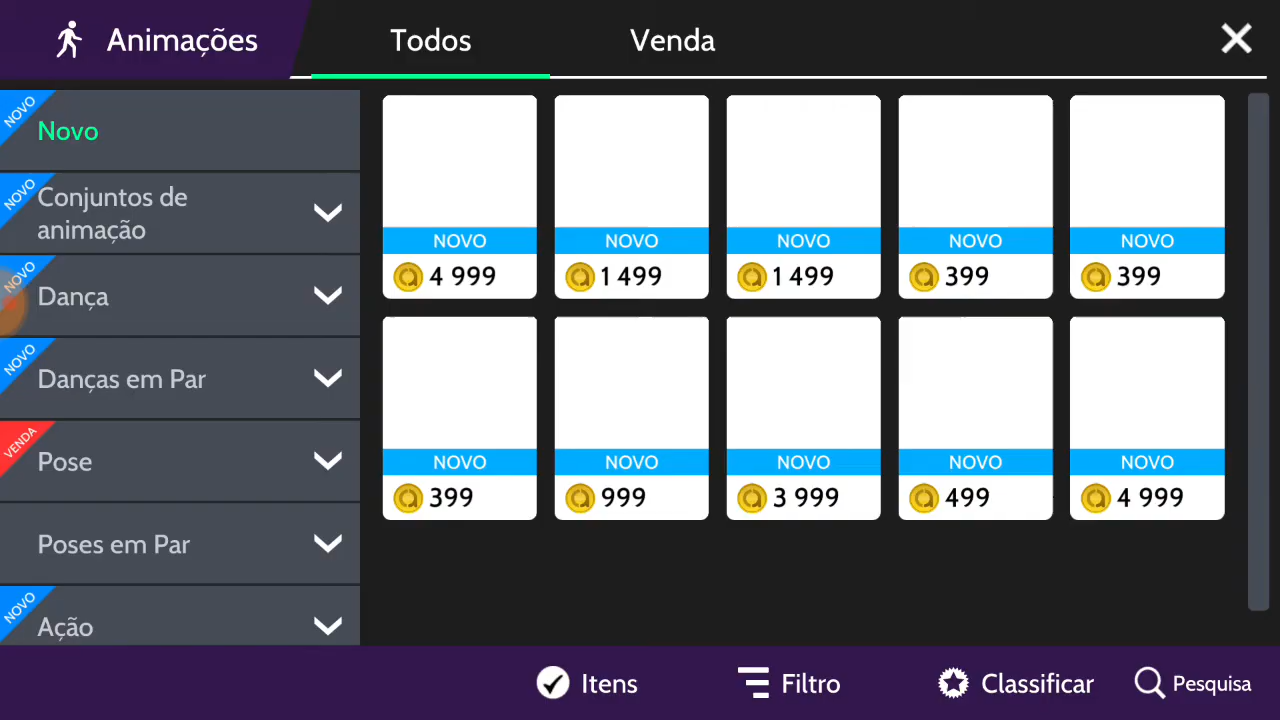 Animações
Todos
Venda
NOVO
Novo
NOVO
Conjuntos de
animação
NOVO
Dança
NOVO
Danças em Par
VENDA
Pose
Poses em Par
NOVO
Ação
NOVO NOVO NOVO NOVO NOVO
4 999 1 499 1 499 399 399
NOVO NOVO NOVO NOVO NOVO
399 999 3 999 499 4 999
Itens
Filtro
Classificar
Pesquisa